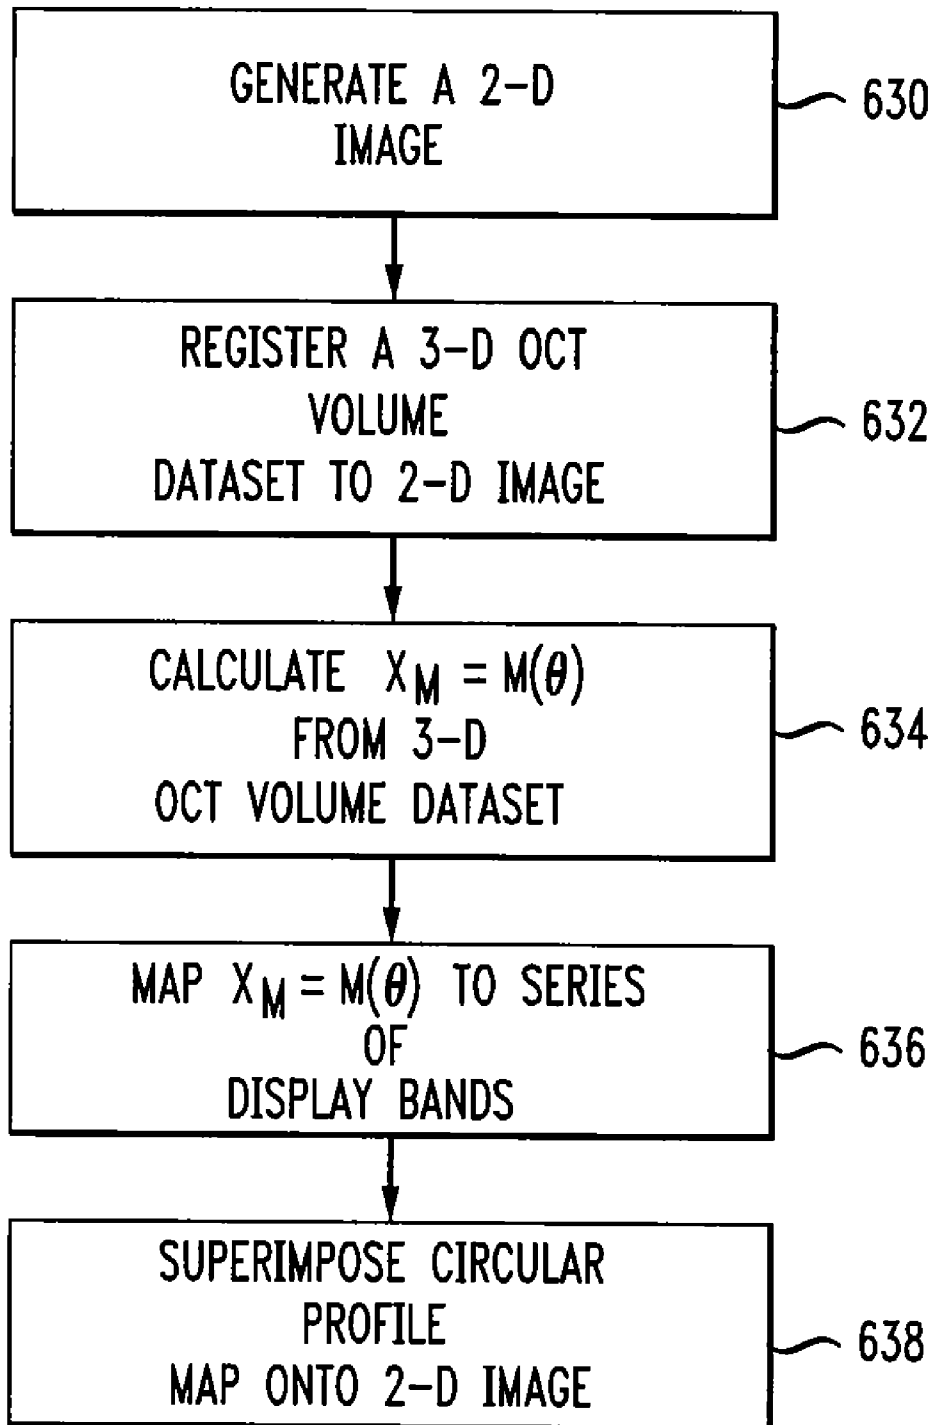 GENERATE A 2-D
IMAGE
630
REGISTER A 3-D OCT
VOLUME
DATASET TO 2-D IMAGE
632
CALCULATE X_M = M(θ)
FROM 3-D
OCT VOLUME DATASET
634
MAP X_M = M(θ) TO SERIES
OF
DISPLAY BANDS
636
SUPERIMPOSE CIRCULAR
PROFILE
MAP ONTO 2-D IMAGE
638